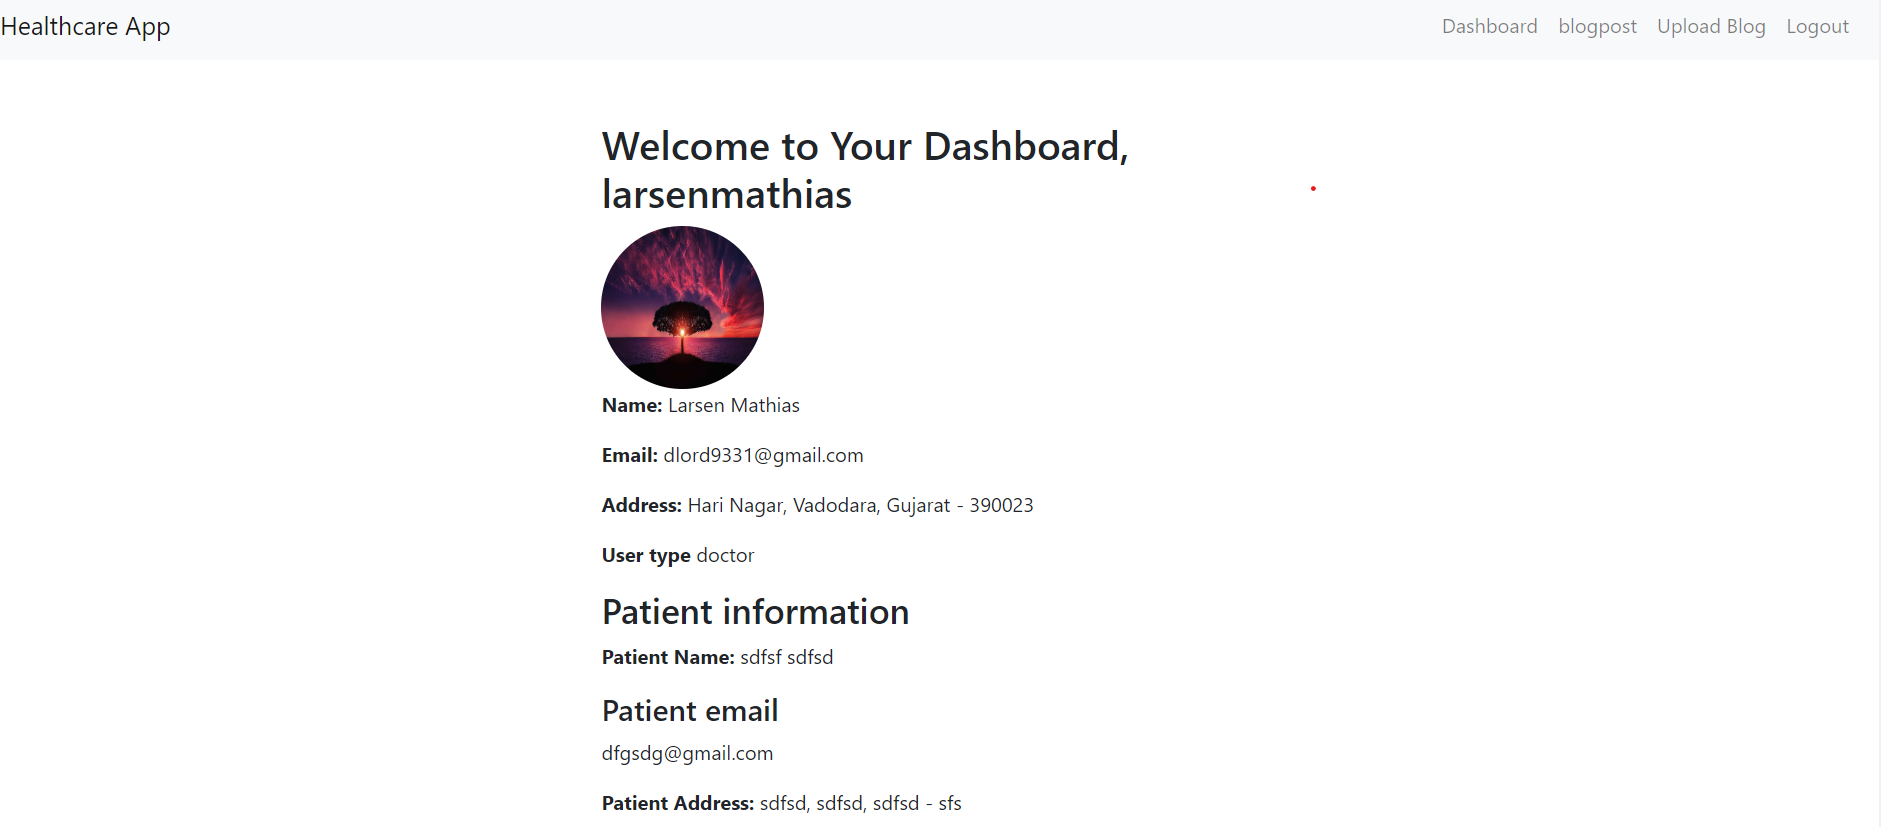 Healthcare App
Dashboard blogpost Upload Blog Logout
Welcome to Your Dashboard,
larsenmathias
Name: Larsen Mathias
Email: dlord9331@gmail.com
Address: Hari Nagar, Vadodara, Gujarat - 390023
User type doctor
Patient information
Patient Name: sdfsf sdfsd
Patient email
dfgsdg@gmail.com
Patient Address: sdfsd, sdfsd, sdfsd - sfs